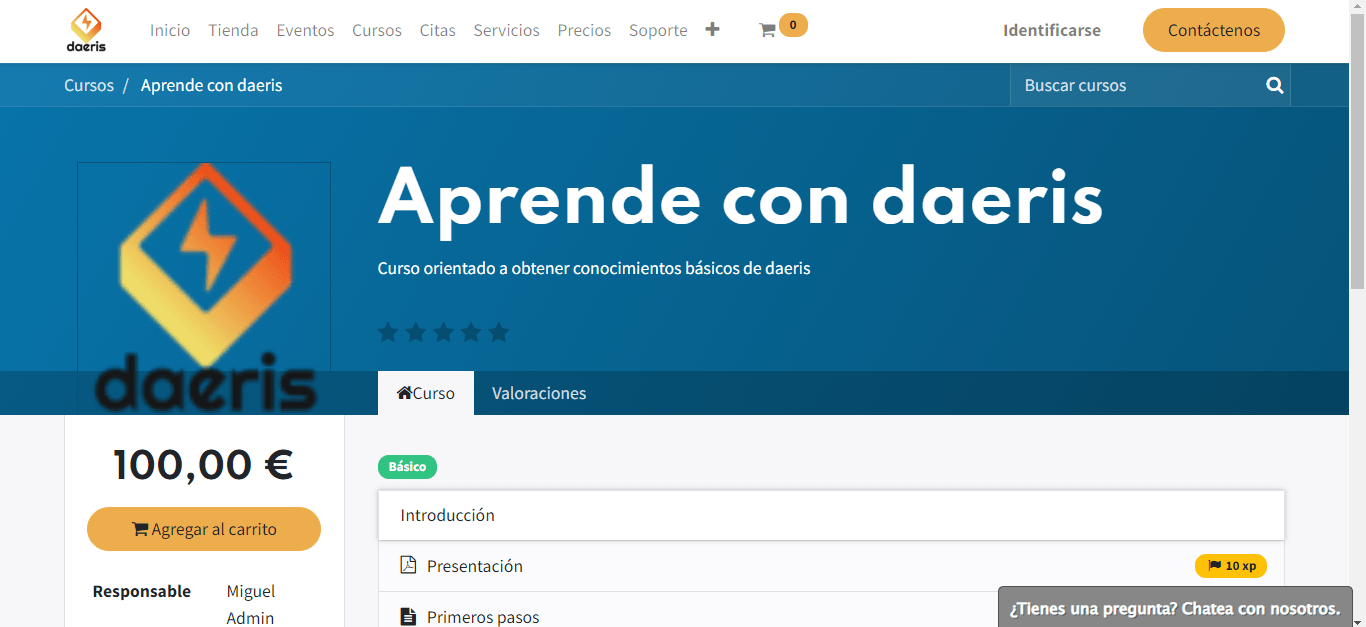 daeris
Inicio Tienda Eventos Cursos Citas Servicios Precios Soporte 0 Identificarse Contáctenos
Cursos / Aprende con daeris Buscar cursos
daeris
Aprende con daeris
Curso orientado a obtener conocimientos básicos de daeris
Curso Valoraciones
100,00 €
Agregar al carrito
Responsable Miguel
Admin
Básico
Introducción
Presentación 10 xp
Primeros pasos
¿Tienes una pregunta? Chatea con nosotros.